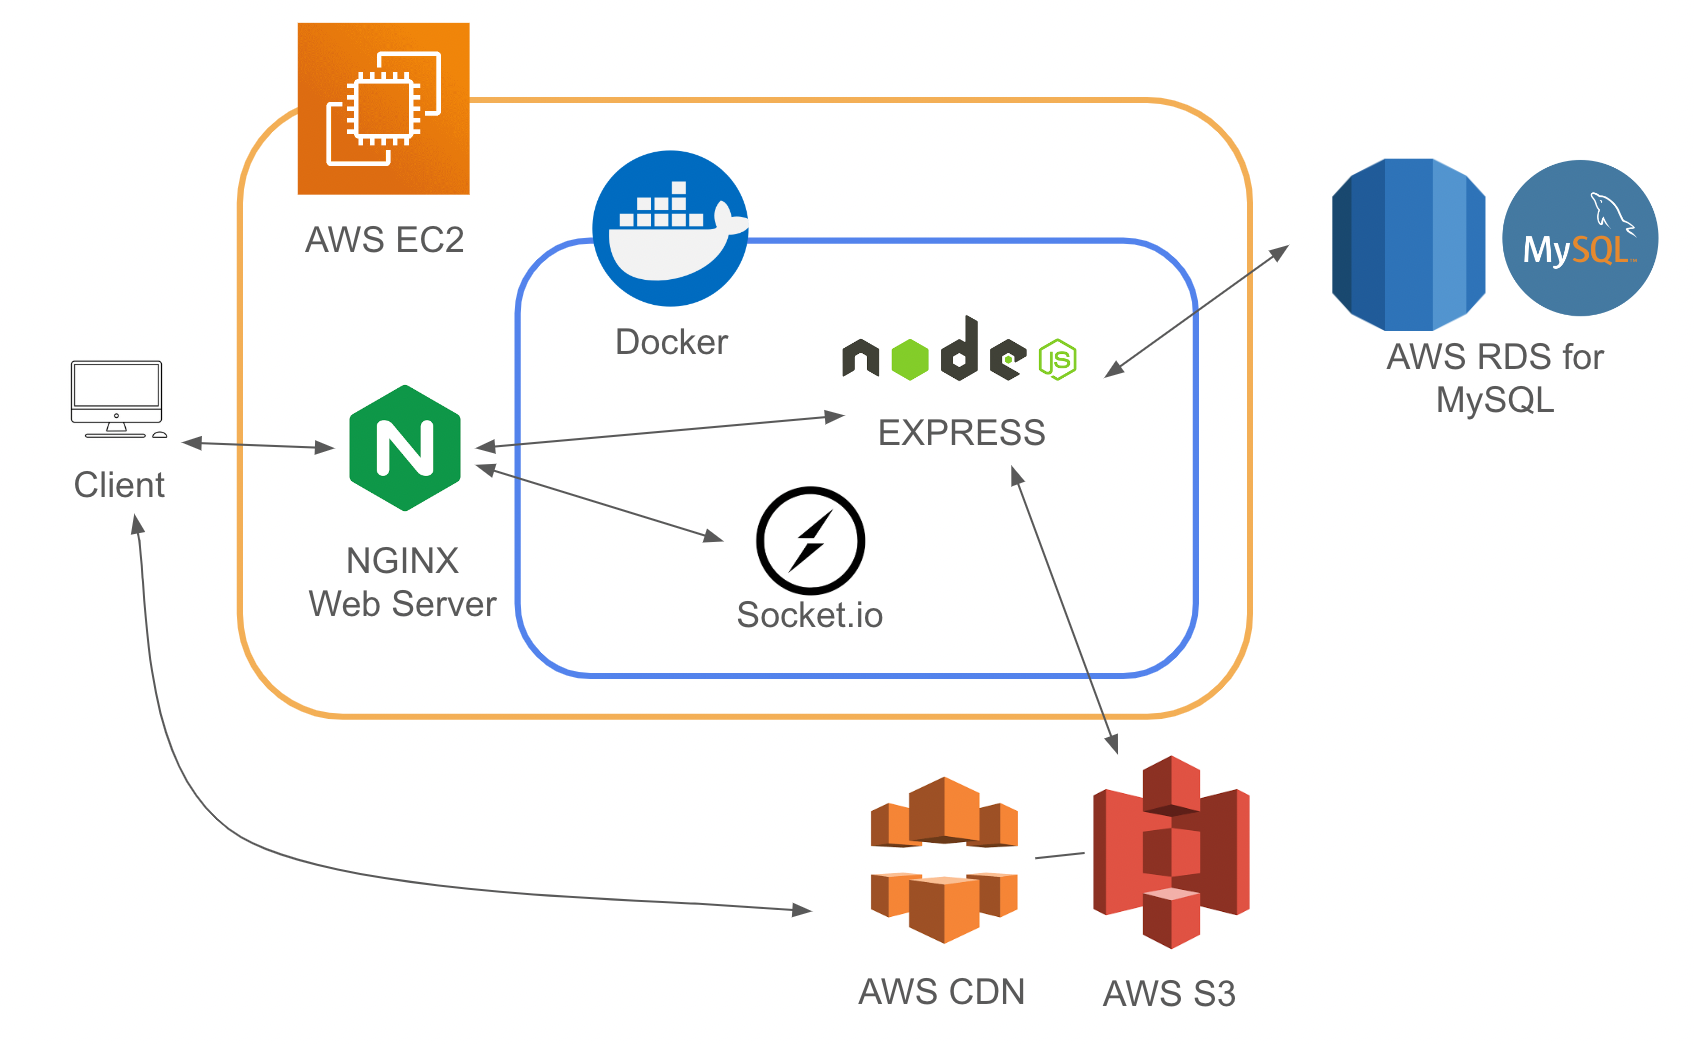 AWS EC2
Docker
node
JS
EXPRESS
MySQL
AWS RDS for
MySQL
Client
N
NGINX
Web Server
Socket.io
AWS CDN
AWS S3